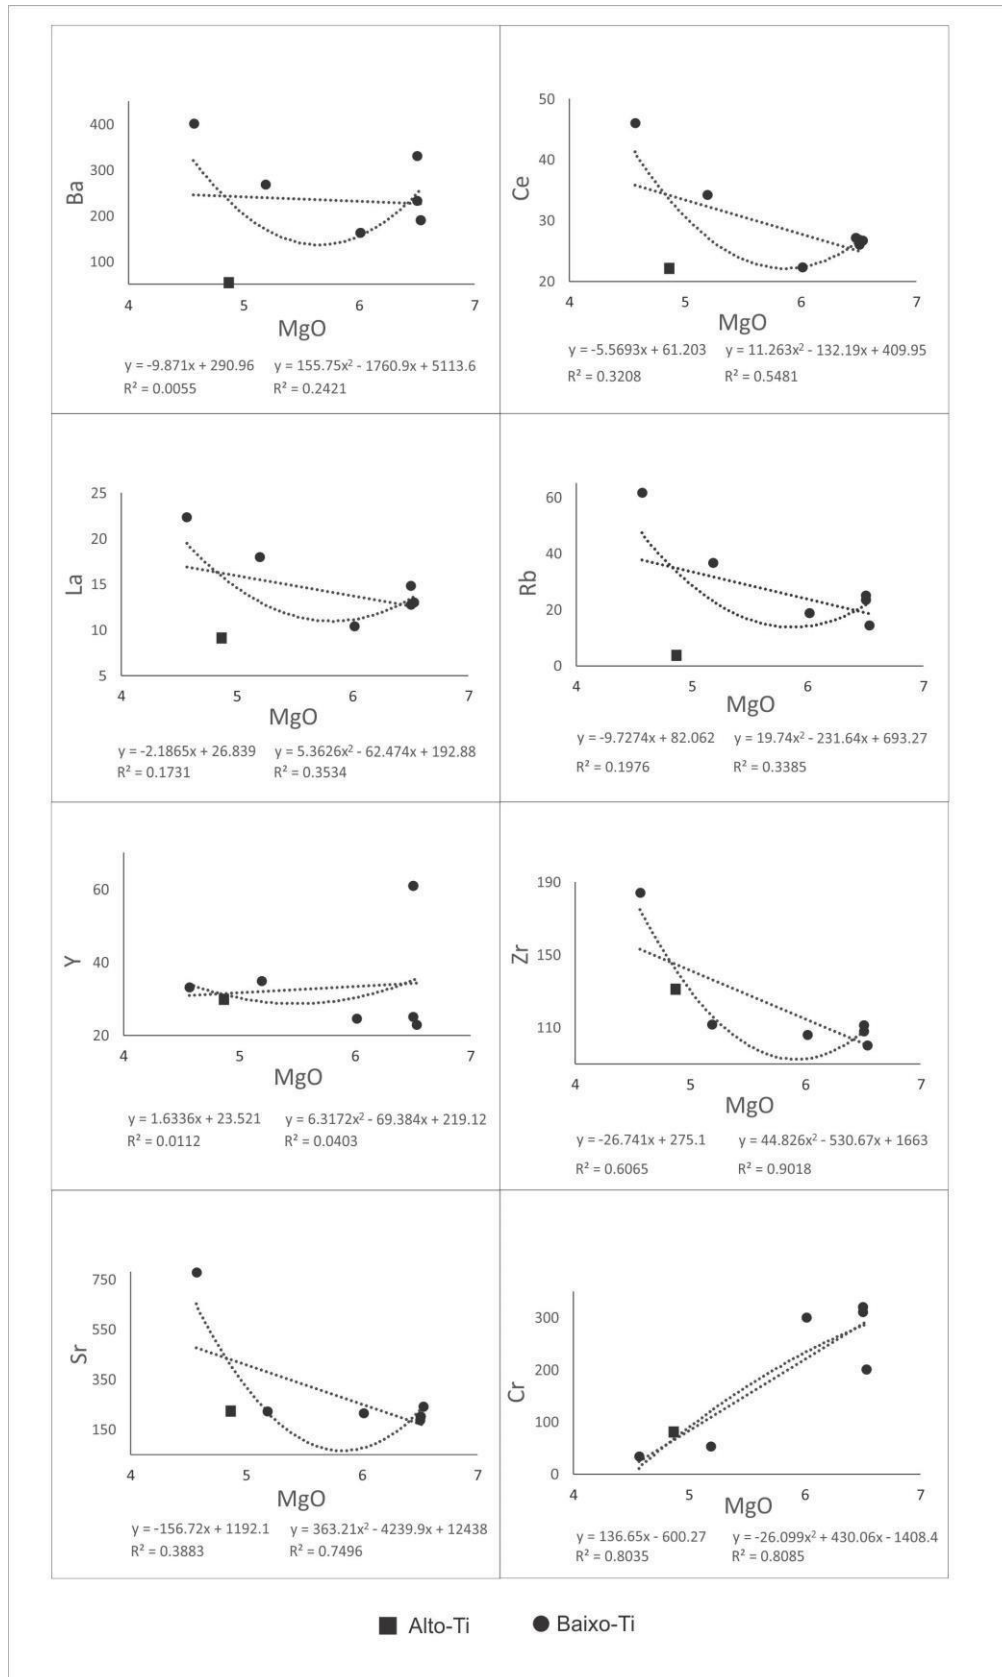 400
300
200
100
Ba
4 5 6 7
MgO
y = -9.871x + 290.96 y = 155.75x² - 1760.9x + 5113.6
R² = 0.0055 R² = 0.2421
50
40
30
20
Ce
4 5 6 7
MgO
y = -5.5693x + 61.203 y = 11.263x² - 132.19x + 409.95
R² = 0.3208 R² = 0.5481
25
20
15
10
5
La
4 5 6 7
MgO
y = -2.1865x + 26.839 y = 5.3626x² - 62.474x + 192.88
R² = 0.1731 R² = 0.3534
60
40
20
0
Rb
4 5 6 7
MgO
y = -9.7274x + 82.062 y = 19.74x² - 231.64x + 693.27
R² = 0.1976 R² = 0.3385
60
40
20
Y
4 5 6 7
MgO
y = 1.6336x + 23.521 y = 6.3172x² - 69.384x + 219.12
R² = 0.0112 R² = 0.0403
190
150
110
Zr
4 5 6 7
MgO
y = -26.741x + 275.1 y = 44.826x² - 530.67x + 1663
R² = 0.6065 R² = 0.9018
750
550
350
150
Sr
4 5 6 7
MgO
y = -156.72x + 1192.1 y = 363.21x² - 4239.9x + 12438
R² = 0.3883 R² = 0.7496
300
200
100
0
Cr
4 5 6 7
MgO
y = 136.65x - 600.27 y = -26.099x² + 430.06x - 1408.4
R² = 0.8035 R² = 0.8085
Alto-Ti Baixo-Ti